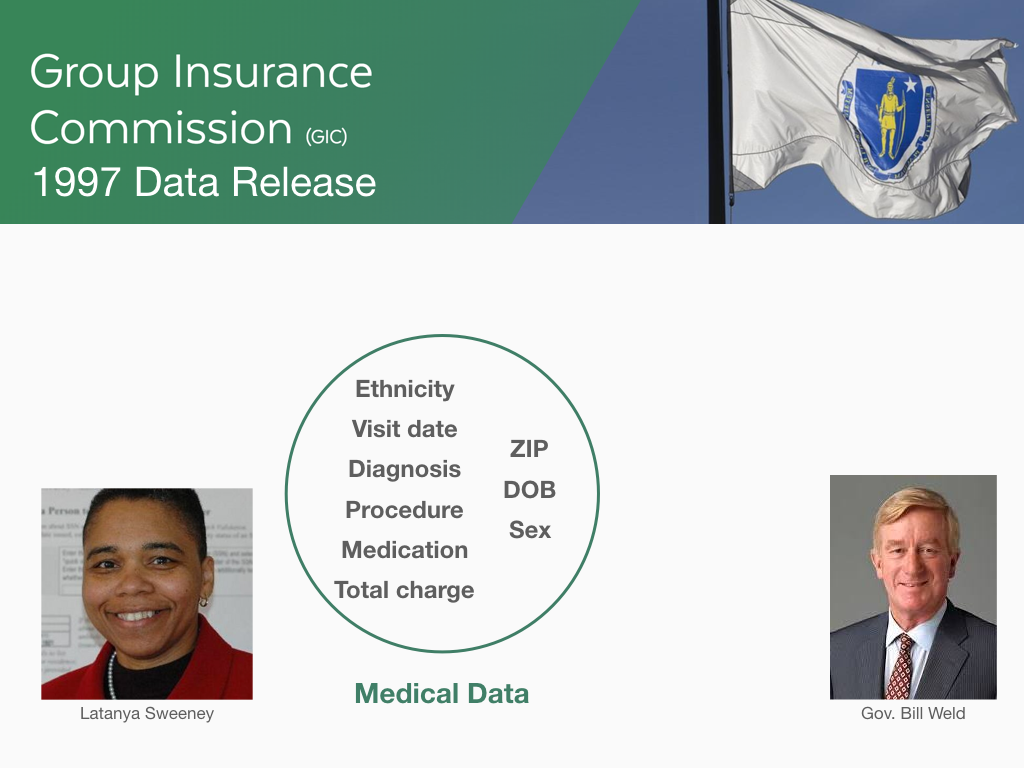 Group Insurance
Commission (GIC)
1997 Data Release
Ethnicity
Visit date
Diagnosis
Procedure
Medication
Total charge
ZIP
DOB
Sex
Medical Data
Latanya Sweeney
Gov. Bill Weld